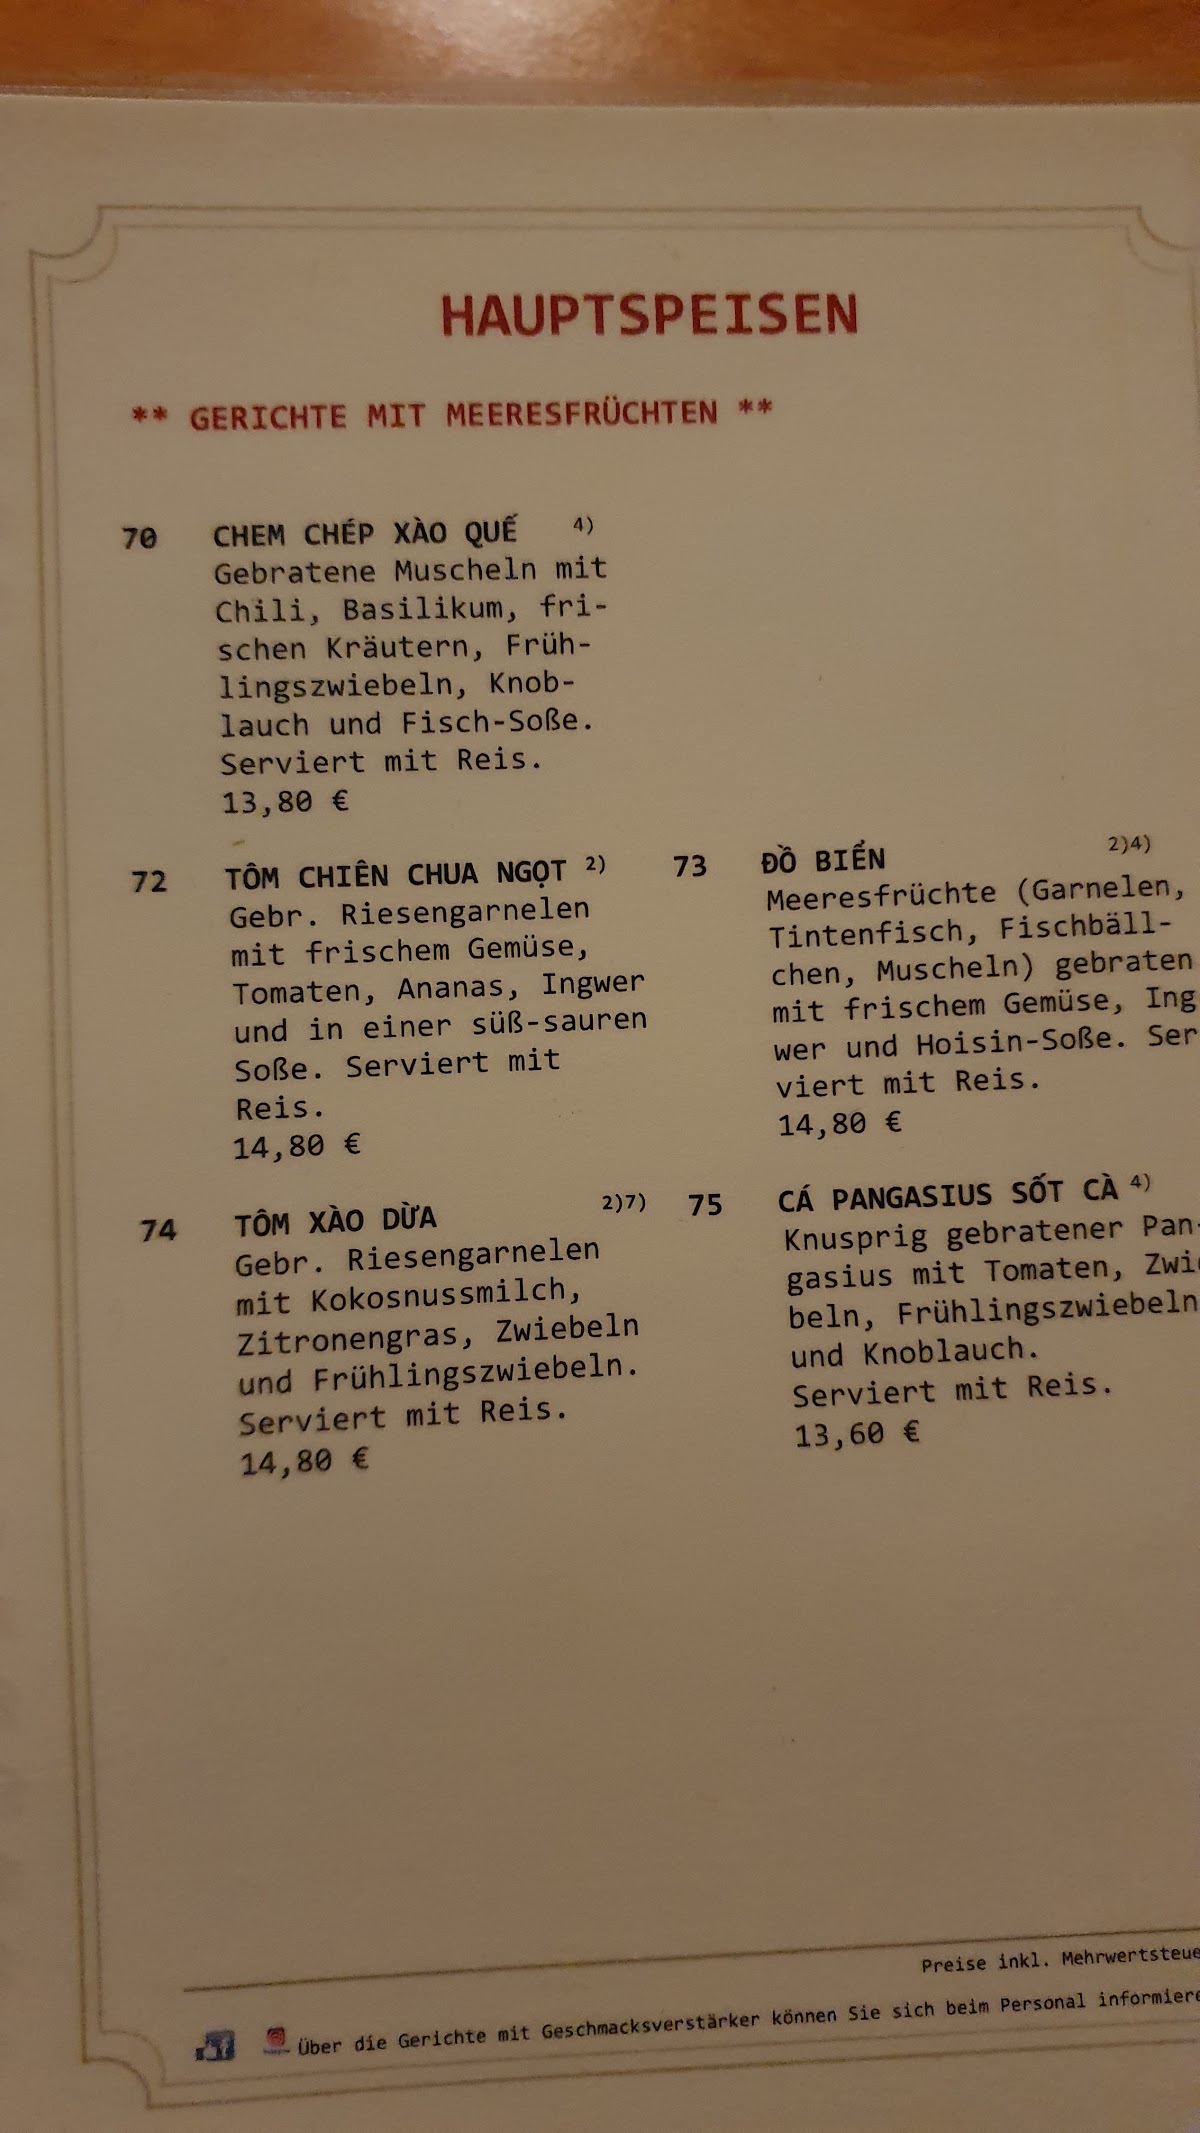 HAUPTSPEISEN
** GERICHTE MIT MEERESFRÜCHTEN **
70 CHEM CHÉP XÀO QUẾ 4)
Gebratene Muscheln mit
Chili, Basilikum, fri-
schen Kräutern, Früh-
lingszwiebeln, Knob-
lauch und Fisch-Soße.
Serviert mit Reis.
13,80 €
72 TÔM CHIÊN CHUA NGỌT 2)
Gebr. Riesengarnelen
mit frischem Gemüse,
Tomaten, Ananas, Ingwer
und in einer süß-sauren
Soße. Serviert mit
Reis.
14,80 €
73 ĐỒ BIỂN 2)4)
Meeresfrüchte (Garnelen,
Tintenfisch, Fischbäll-
chen, Muscheln) gebraten
mit frischem Gemüse, Ing
wer und Hoisin-Soße. Ser
viert mit Reis.
14,80 €
74 TÔM XÀO DỪA 2)7)
Gebr. Riesengarnelen
mit Kokosnussmilch,
Zitronengras, Zwiebeln
und Frühlingszwiebeln.
Serviert mit Reis.
14,80 €
75 CÁ PANGASIUS SỐT CÀ 4)
Knusprig gebratener Pan-
gasius mit Tomaten, Zwie
beln, Frühlingszwiebeln
und Knoblauch.
Serviert mit Reis.
13,60 €
Preise inkl. Mehrwertsteue
Über die Gerichte mit Geschmacksverstärker können Sie sich beim Personal informiere